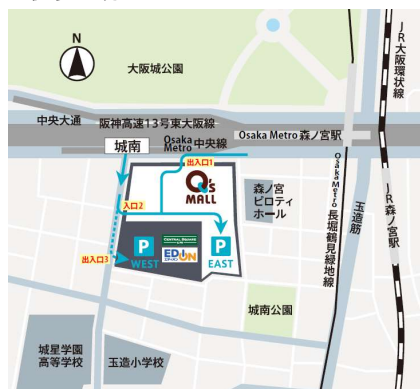 N
大阪城公園
JR大阪環状線
中央大通
阪神高速13号東大阪線
Osaka Metro 中央線
Osaka Metro 森ノ宮駅
城南
出入口1
Q's
MALL
入口2
森ノ宮
ピロティ
ホール
Osaka Metro 長堀鶴見緑地線
玉造筋
JR森ノ宮駅
P
WEST
CENTRAL SQUARE
EDION
P
EAST
出入口3
城南公園
城星学園
高等学校
玉造小学校